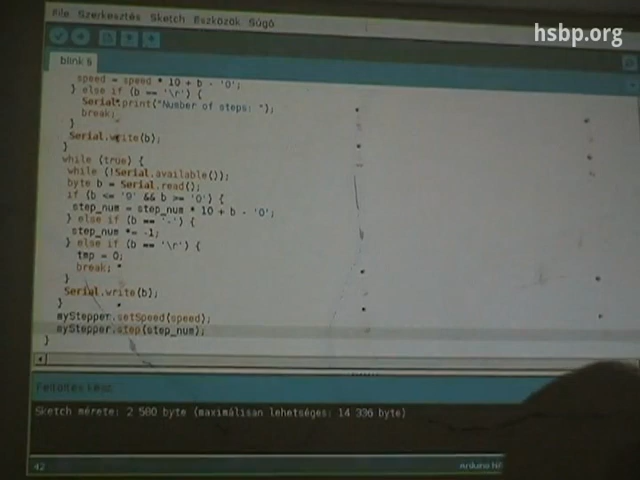 File Szerkesztés Sketch Eszközök Súgó
hsbp.org
blink §
speed = speed * 10 + b - '0';
} else if (b == '\r') {
Serial.print("Number of steps: ");
break;
}
Serial.write(b);
}
while (true) {
while (!Serial.available());
byte b = Serial.read();
if (b <= '9' && b >= '0') {
step_num = step_num * 10 + b - '0';
} else if (b == '-') {
step_num *= -1;
} else if (b == '\r') {
tmp = 0;
break;
}
Serial.write(b);
}
myStepper.setSpeed(speed);
myStepper.step(step_num);
}
Feltöltés kész
Sketch mérete: 2 500 byte (maximálisan lehetséges: 14 336 byte)
42
Arduino